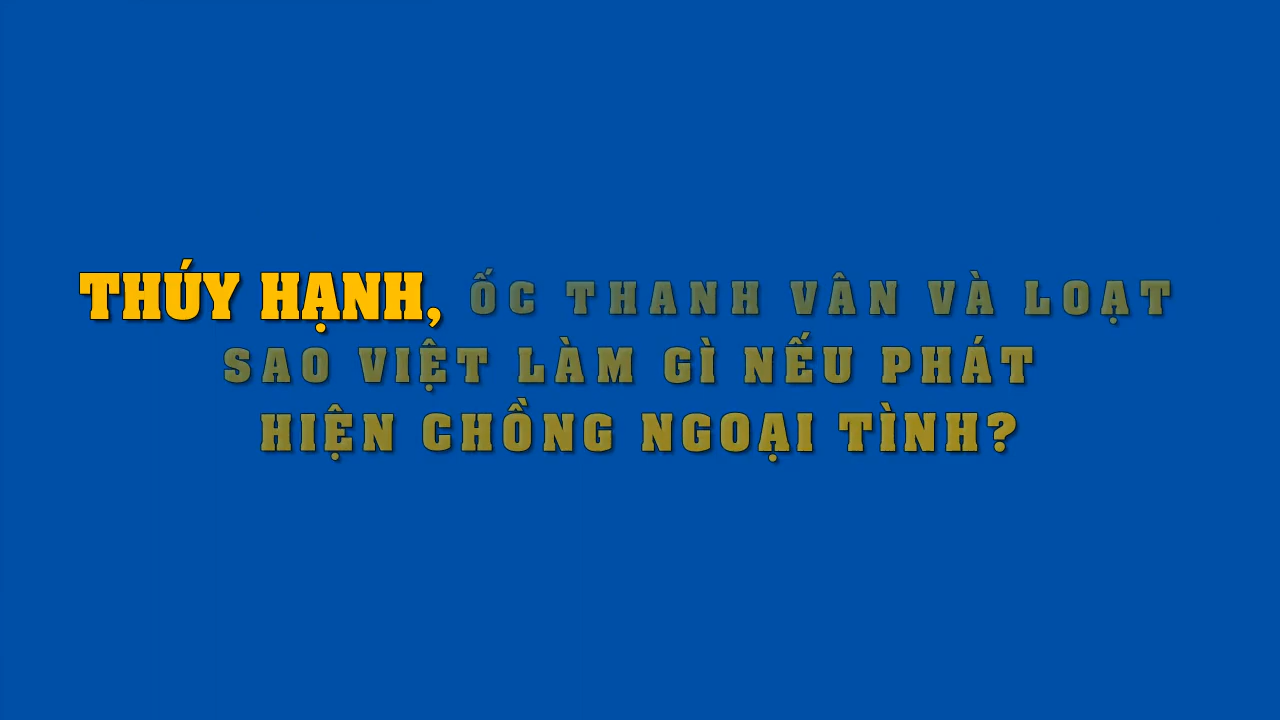 THÚY HẠNH, ỐC THANH VÂN VÀ LOẠT
SAO VIỆT LÀM GÌ NẾU PHÁT
HIỆN CHỒNG NGOẠI TÌNH?